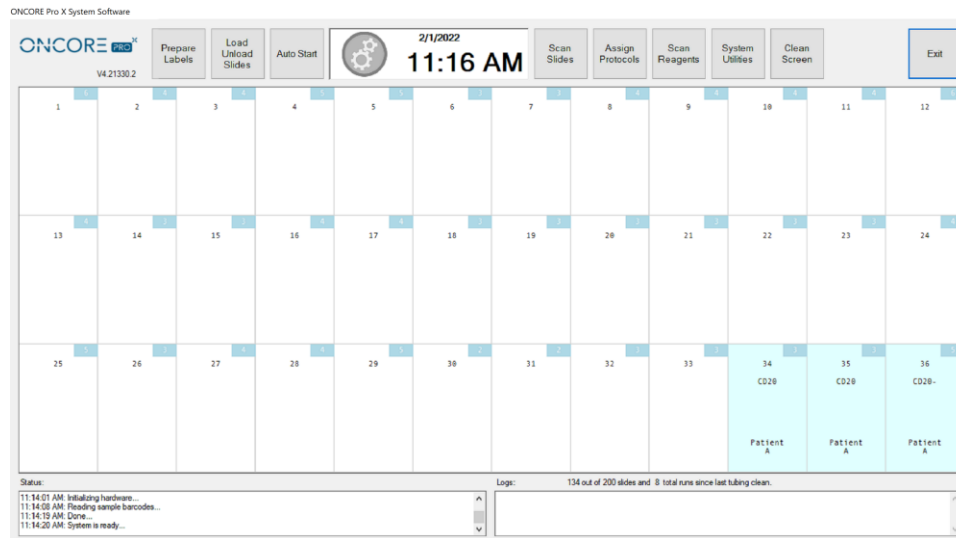 ONCORE Pro X System Software
ONCORE PRO X
V4.21330.2
Prepare Labels
Load Unload Slides
Auto Start
2/1/2022
11:16 AM
Scan Slides
Assign Protocols
Scan Reagents
System Utilities
Clean Screen
Exit
1 2 3 4 5 6 7 8 9 10 11 12
13 14 15 16 17 18 19 20 21 22 23 24
25 26 27 28 29 30 31 32 33 34 35 36
CD20 CD20 CD20-
Patient A Patient A Patient A
Status:
11:14:01 AM: Initializing hardware...
11:14:08 AM: Reading sample barcodes...
11:14:19 AM: Done...
11:14:20 AM: System is ready...
Logs:
134 out of 200 slides and 8 total runs since last tubing clean.